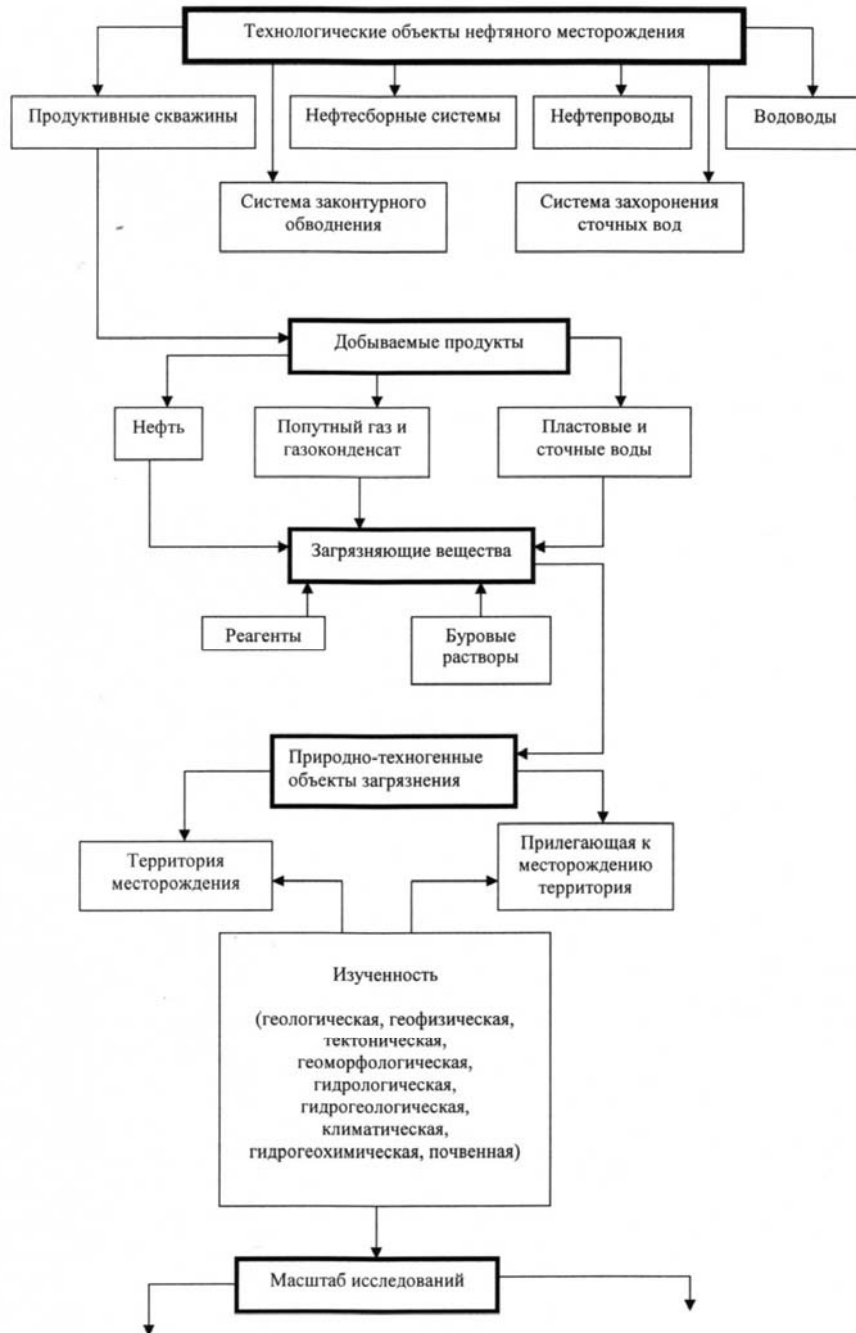 Технологические объекты нефтяного месторождения
Продуктивные скважины
Нефтесборные системы
Нефтепроводы
Водоводы
Система законтурного
обводнения
Система захоронения
сточных вод
Добываемые продукты
Нефть
Попутный газ и
газоконденсат
Пластовые и
сточные воды
Загрязняющие вещества
Реагенты
Буровые
растворы
Природно-техногенные
объекты загрязнения
Территория
месторождения
Прилегающая к
месторождению
территория
Изученность
(геологическая, геофизическая,
тектоническая,
геоморфологическая,
гидрологическая,
гидрогеологическая,
климатическая,
гидрогеохимическая, почвенная)
Масштаб исследований